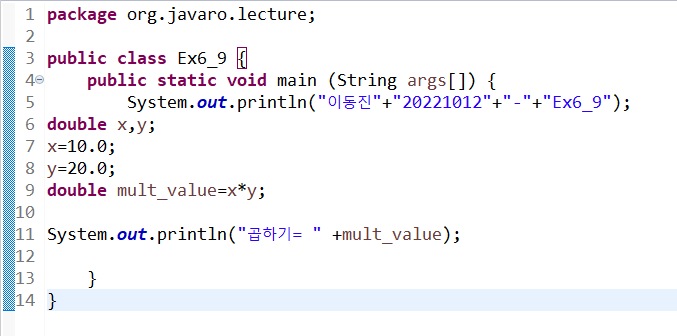 1 package org.javaro.lecture;
2
3 public class Ex6_9 {
4     public static void main (String args[]) {
5         System.out.println("이동진"+"20221012"+"-"+"Ex6_9");
6 double x,y;
7 x=10.0;
8 y=20.0;
9 double mult_value=x*y;
10
11 System.out.println("곱하기= " +mult_value);
12
13     }
14 }